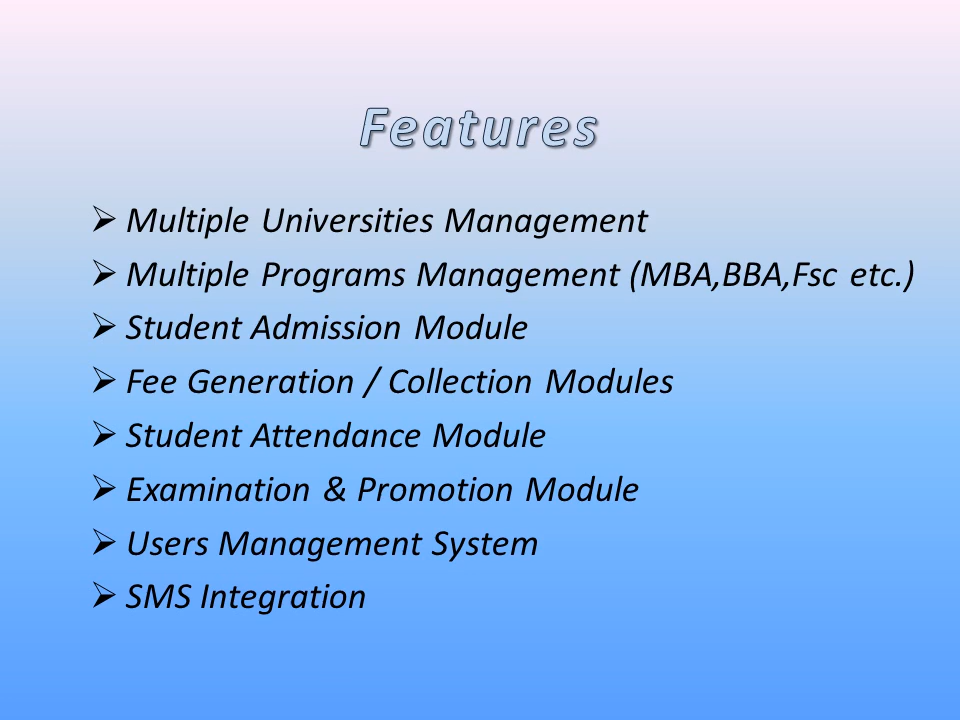 Features
➢ Multiple Universities Management
➢ Multiple Programs Management (MBA,BBA,Fsc etc.)
➢ Student Admission Module
➢ Fee Generation / Collection Modules
➢ Student Attendance Module
➢ Examination & Promotion Module
➢ Users Management System
➢ SMS Integration